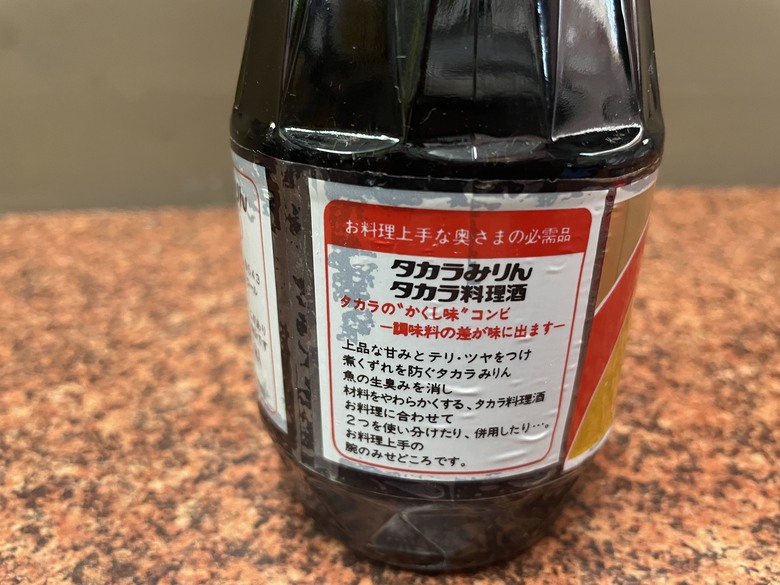 お料理上手な奥さまの必需品
タカラみりん
タカラ料理酒
タカラの"かくし味"コンビ
―調味料の差が味に出ます―
上品な甘みとテリ・ツヤをつけ
煮くずれを防ぐタカラみりん
魚の生臭みを消し
材料をやわらかくする、タカラ料理酒
お料理に合わせて
2つを使い分けたり、併用したり…。
お料理上手の
腕のみせどころです。